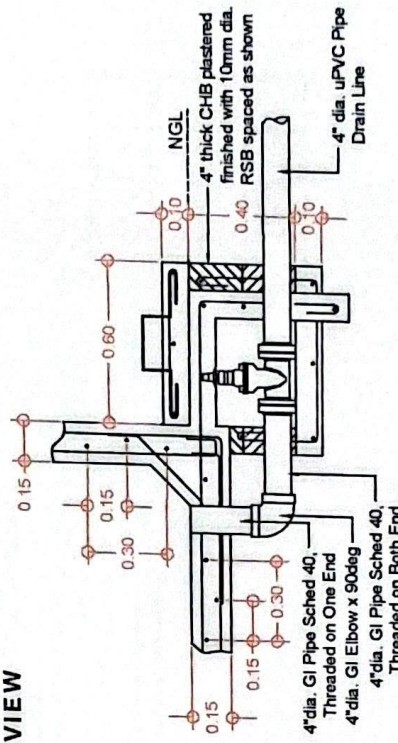 VIEW
0.15
0.60
0.10
NGL
4" thick CHB plastered
finished with 10mm dia.
RSB spaced as shown
0.15
0.30
0.40
0.10
0.15
0.15
0.30
4" dia. uPVC Pipe
Drain Line
4"dia. GI Pipe Sched 40,
Threaded on One End
4"dia. GI Elbow x 90deg
4"dia. GI Pipe Sched 40,
Threaded on Both End